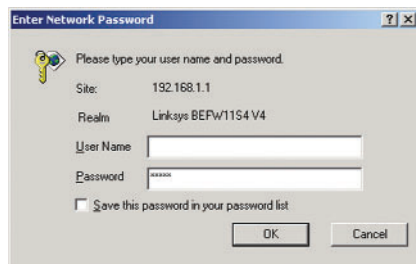 Enter Network Password
Please type your user name and password.
Site: 192.168.1.1
Realm Linksys BEFW11S4 V4
User Name
Password *****
Save this password in your password list
OK Cancel